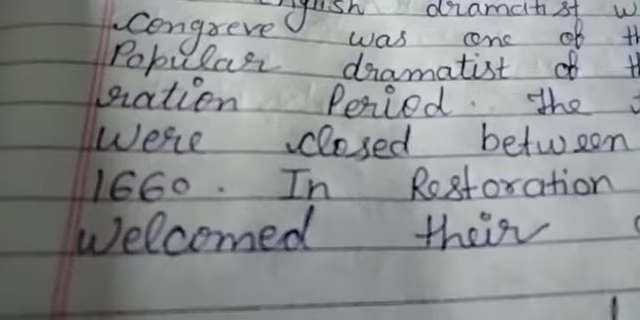 dramatist
Congreve was one of
Popular dramatist of
ration Period. The
were closed between
1660. In Restoration
Welcomed their